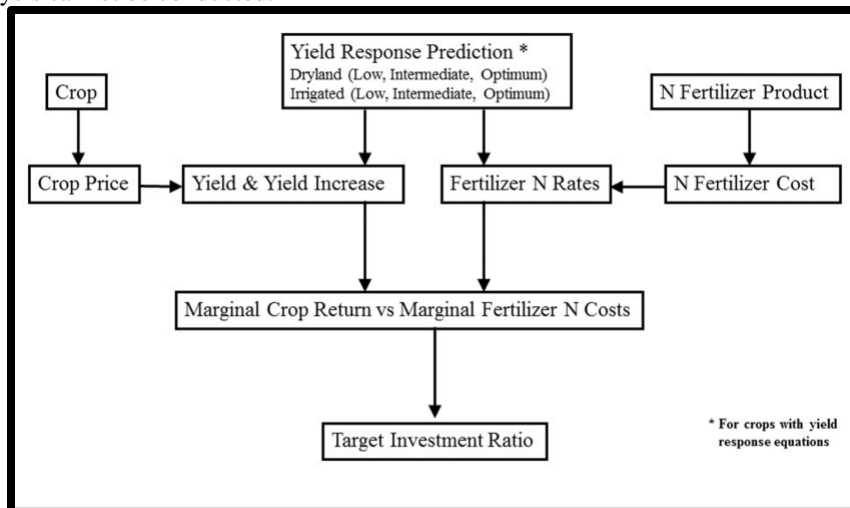 Yield Response Prediction *
Dryland (Low, Intermediate, Optimum)
Irrigated (Low, Intermediate, Optimum)
Crop
N Fertilizer Product
Crop Price
Yield & Yield Increase
Fertilizer N Rates
N Fertilizer Cost
Marginal Crop Return vs Marginal Fertilizer N Costs
Target Investment Ratio
* For crops with yield
response equations